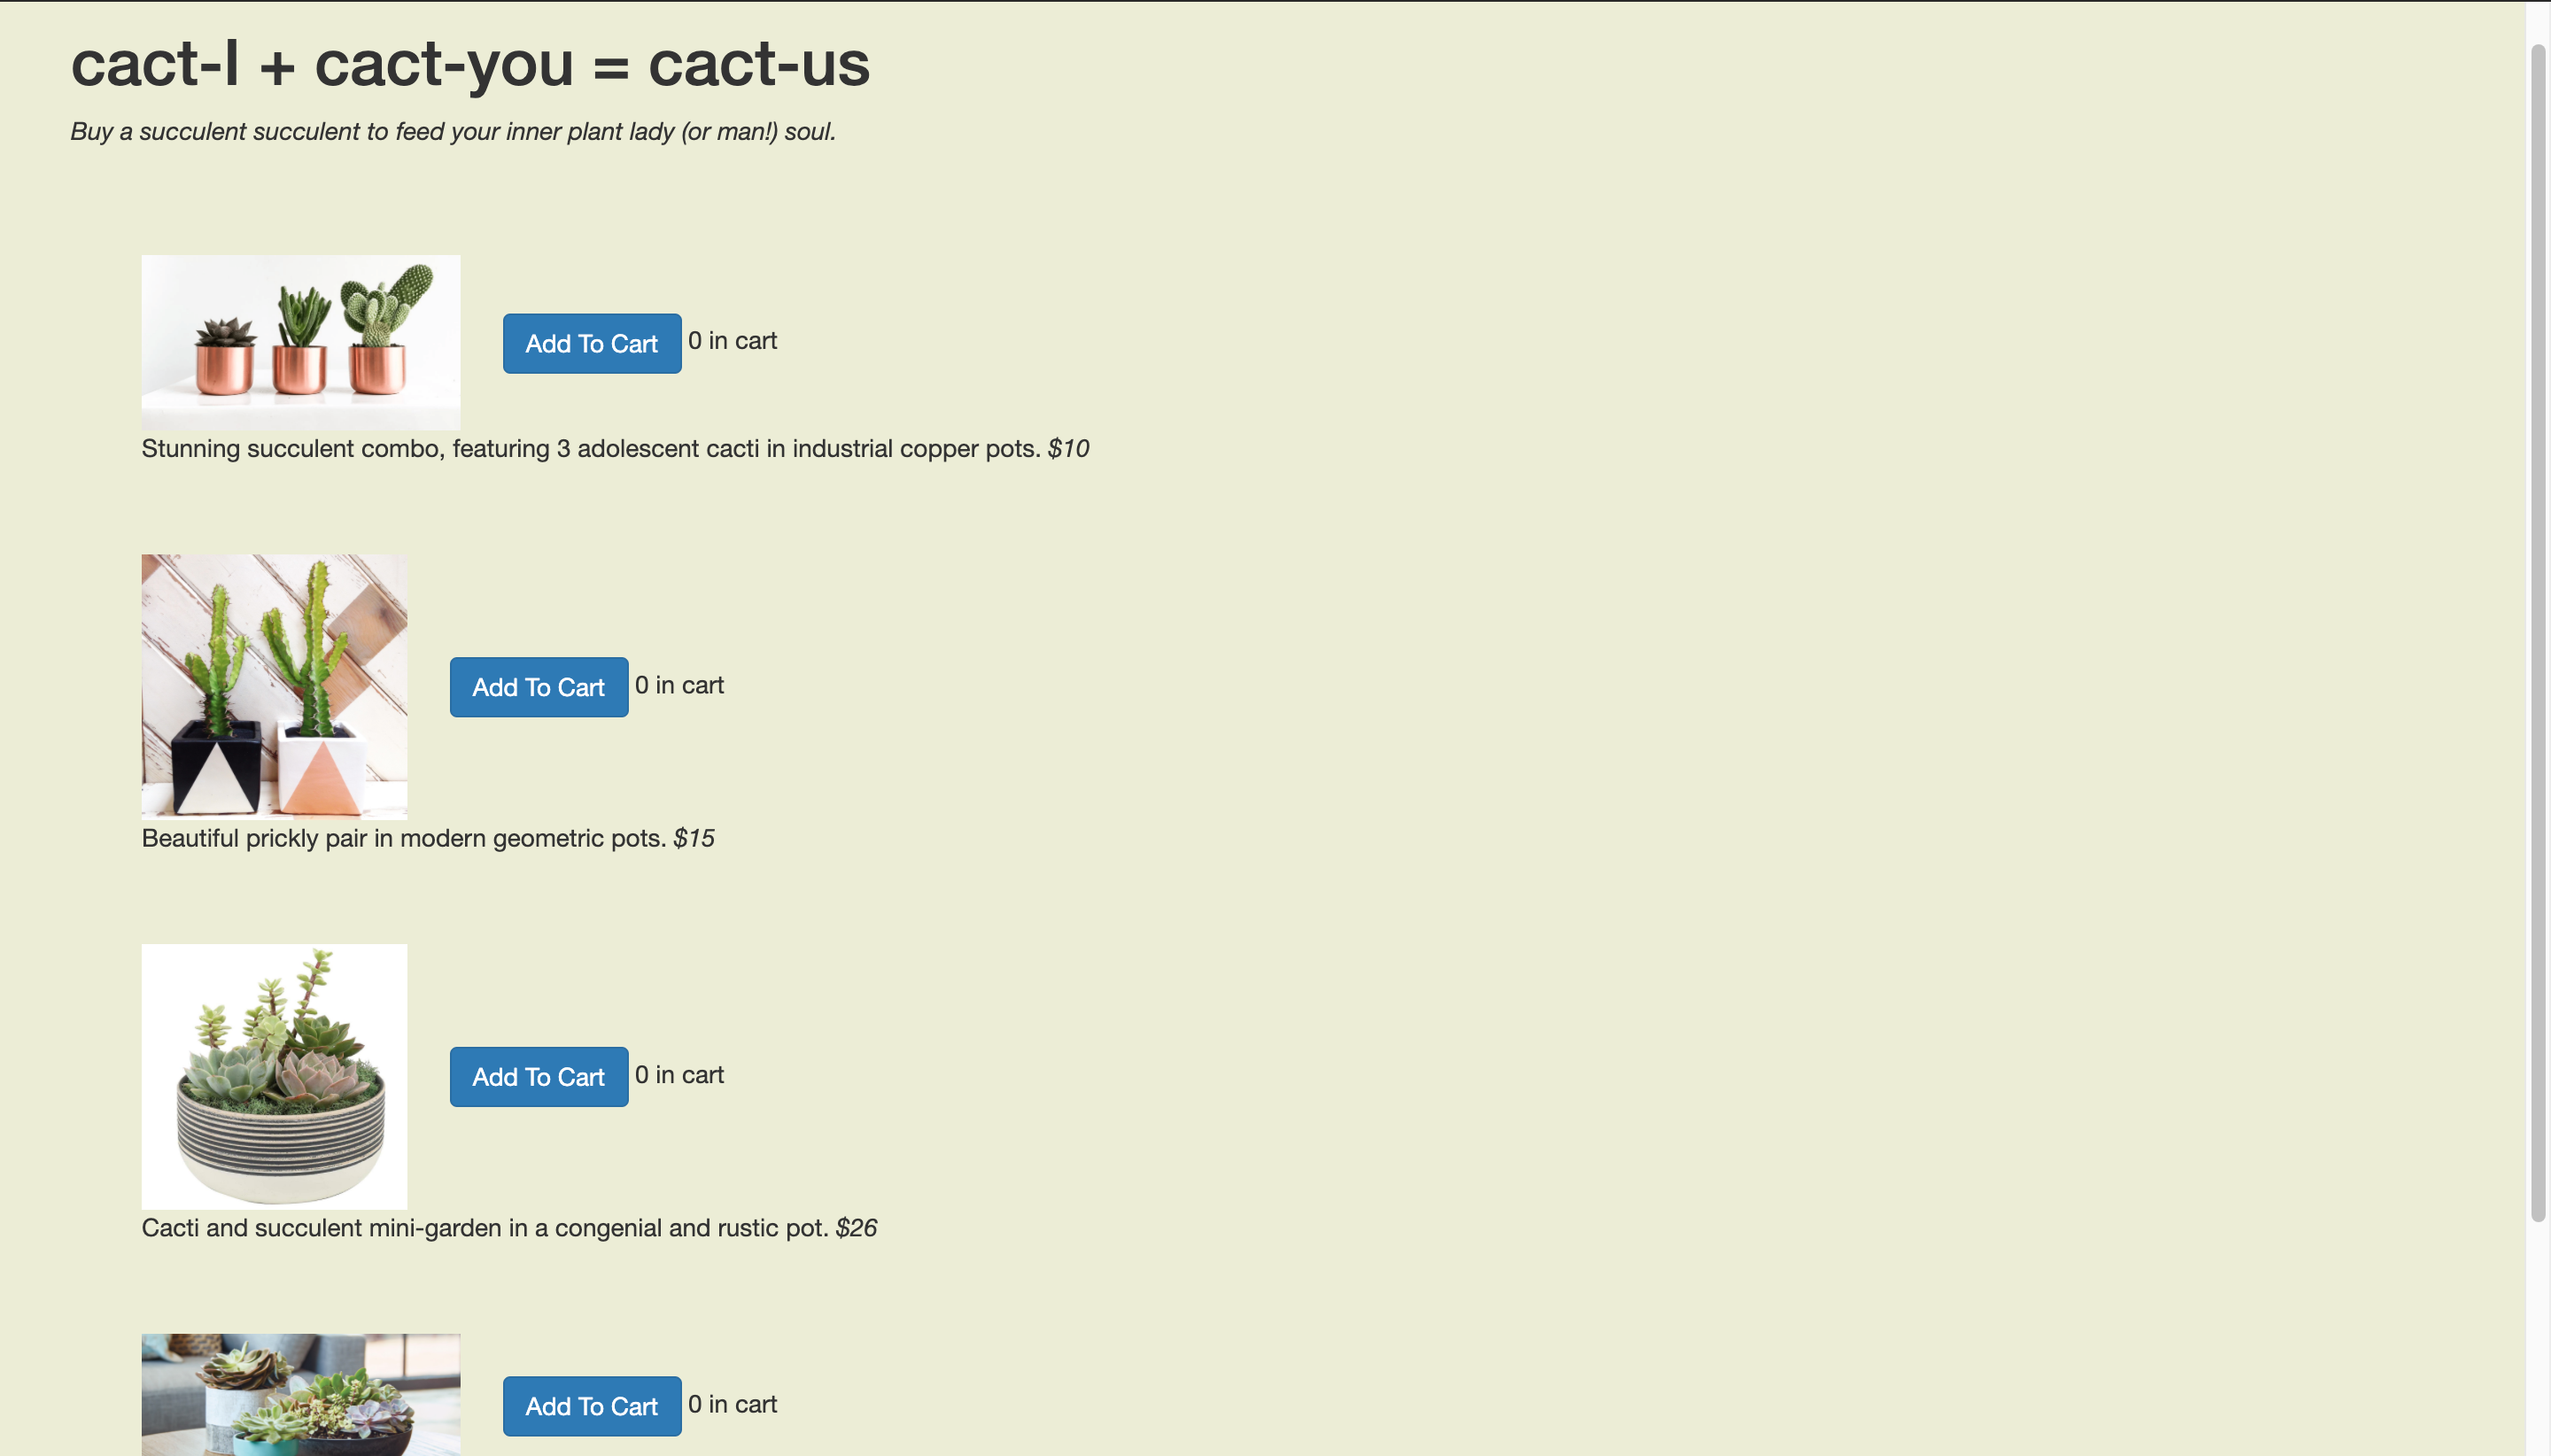 cact-I + cact-you = cact-us
Buy a succulent succulent to feed your inner plant lady (or man!) soul.
Add To Cart 0 in cart
Stunning succulent combo, featuring 3 adolescent cacti in industrial copper pots. $10
Add To Cart 0 in cart
Beautiful prickly pair in modern geometric pots. $15
Add To Cart 0 in cart
Cacti and succulent mini-garden in a congenial and rustic pot. $26
Add To Cart 0 in cart